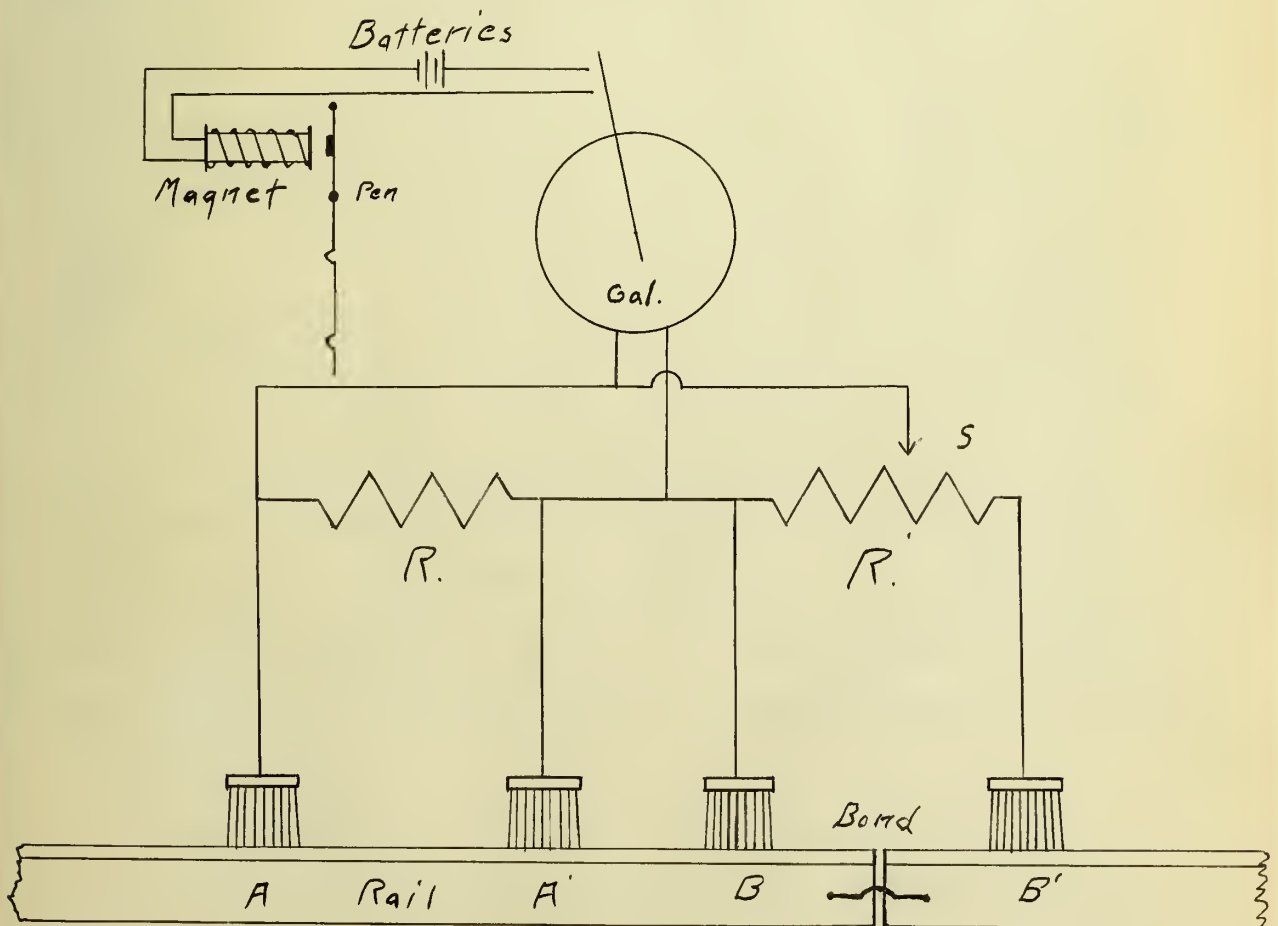 Batteries
Magnet
Pen
Gal.
S
R.
R.'
Bond
A Rail A' B B'